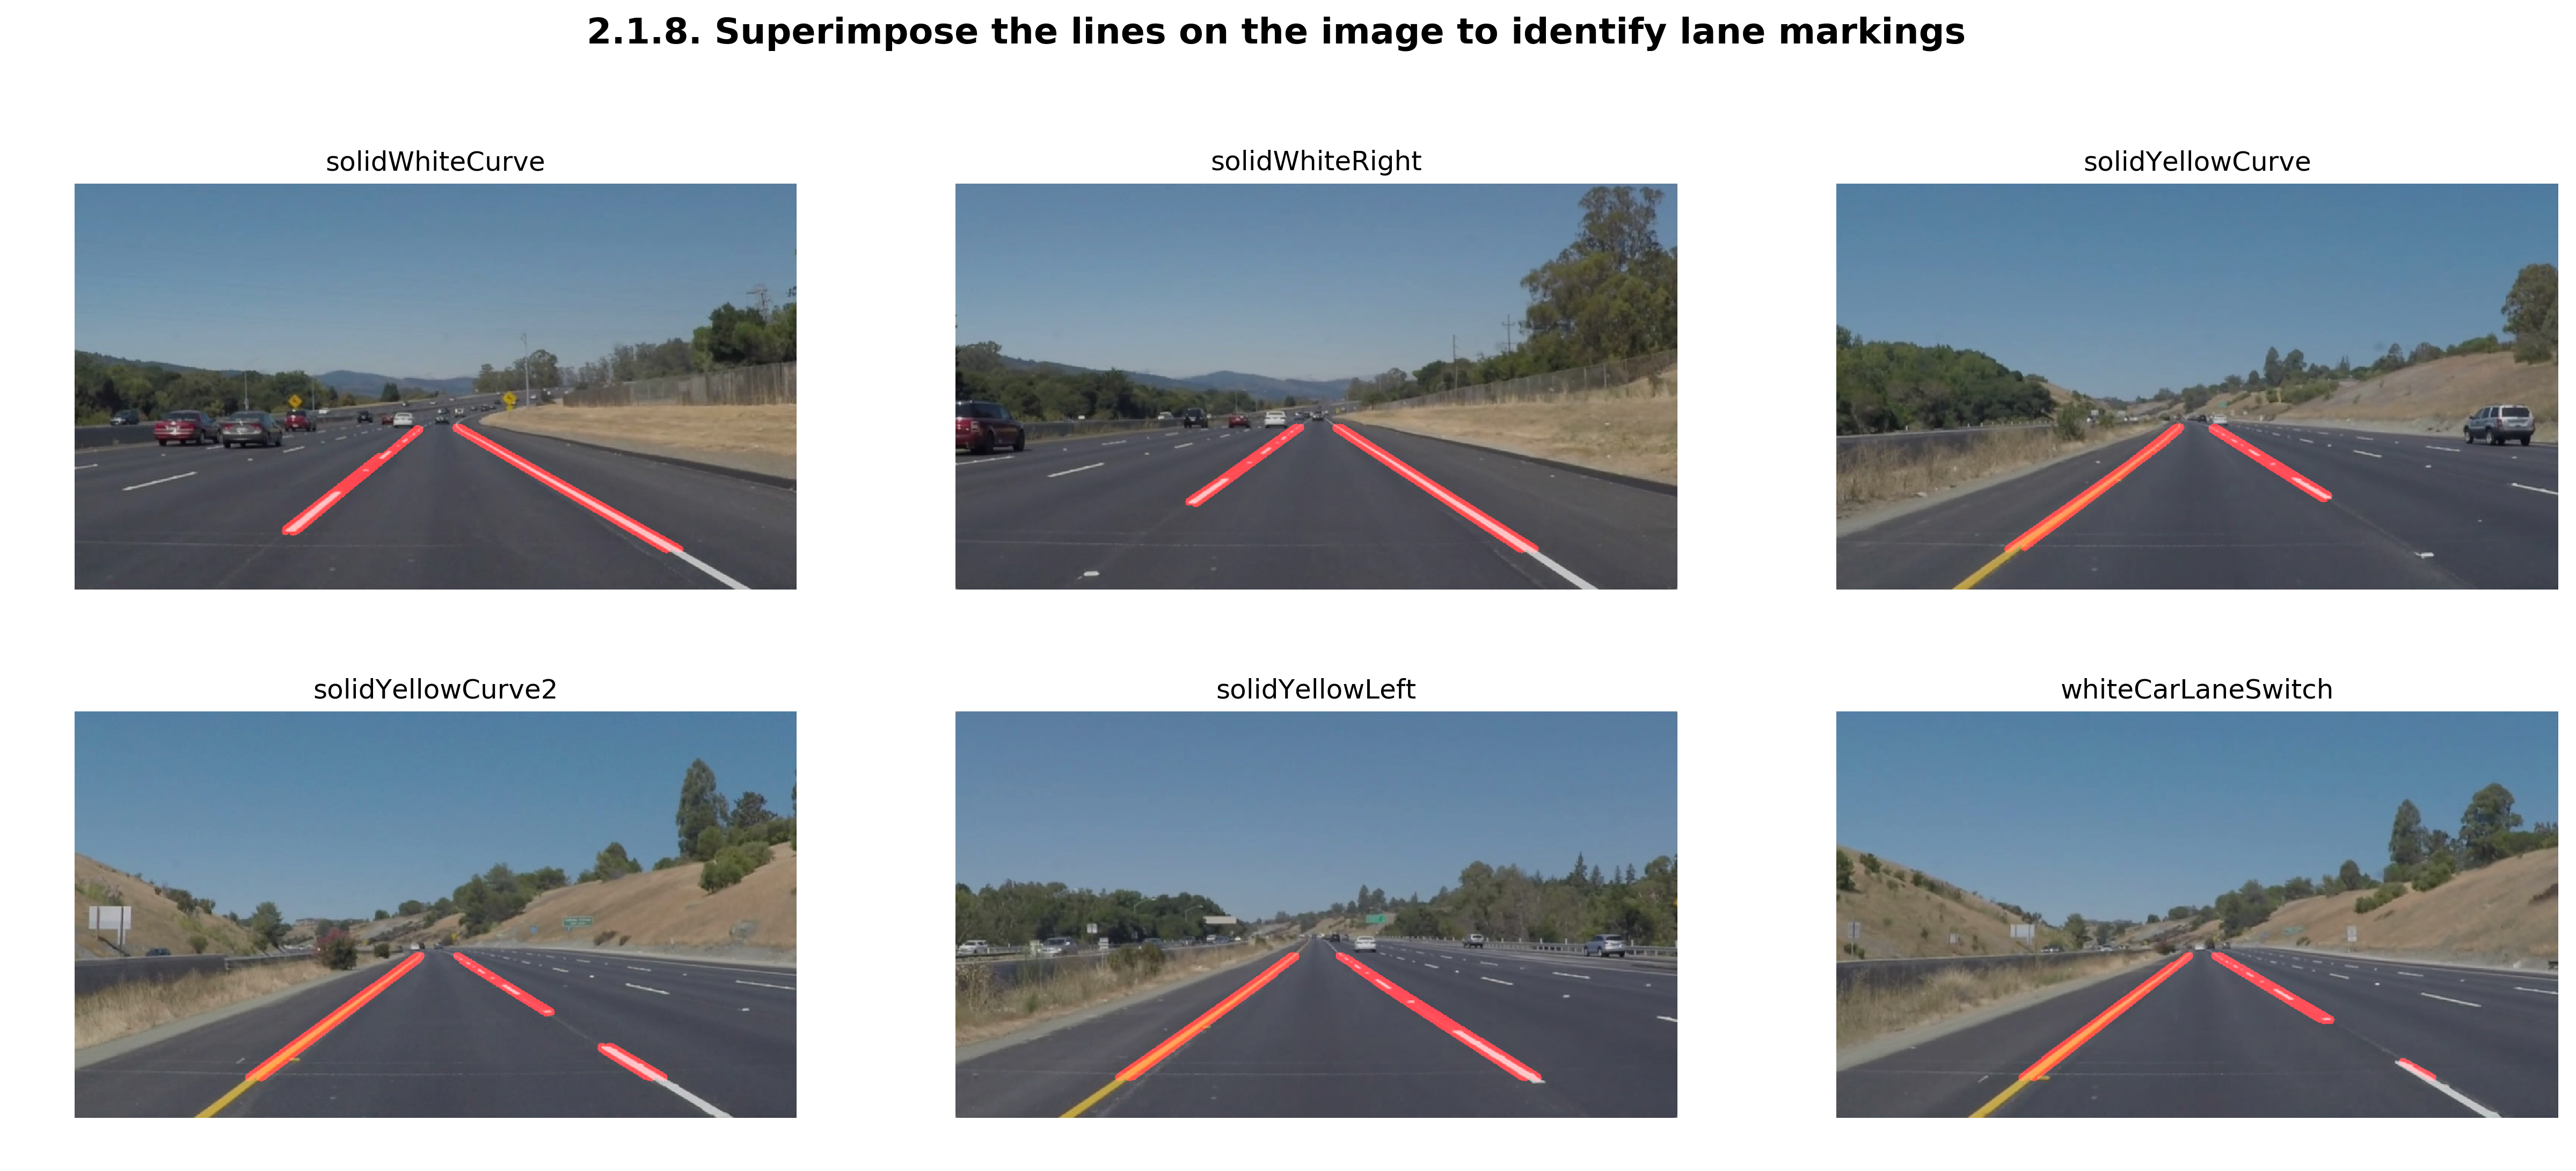 2.1.8. Superimpose the lines on the image to identify lane markings
solidWhiteCurve
solidWhiteRight
solidYellowCurve
solidYellowCurve2
solidYellowLeft
whiteCarLaneSwitch